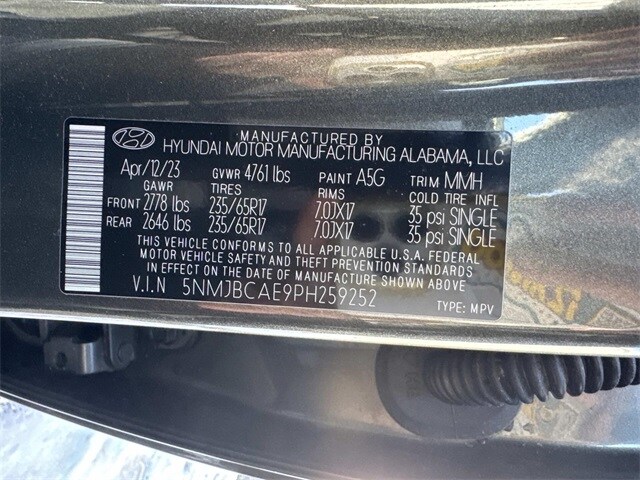 MANUFACTURED BY
HYUNDAI MOTOR MANUFACTURING ALABAMA, LLC
Apr/12/23 GVWR 4761 lbs PAINT A5G TRIM MMH
GAWR TIRES RIMS COLD TIRE INFL
FRONT 2778 lbs 235/65R17 7.0JX17 35 psi SINGLE
REAR 2646 lbs 235/65R17 7.0JX17 35 psi SINGLE
THIS VEHICLE CONFORMS TO ALL APPLICABLE U.S.A. FEDERAL
MOTOR VEHICLE SAFETY AND THEFT PREVENTION STANDARDS
IN EFFECT ON THE DATE OF MANUFACTURE SHOWN ABOVE
V.I.N 5NMJBCAE9PH259252
TYPE: MPV